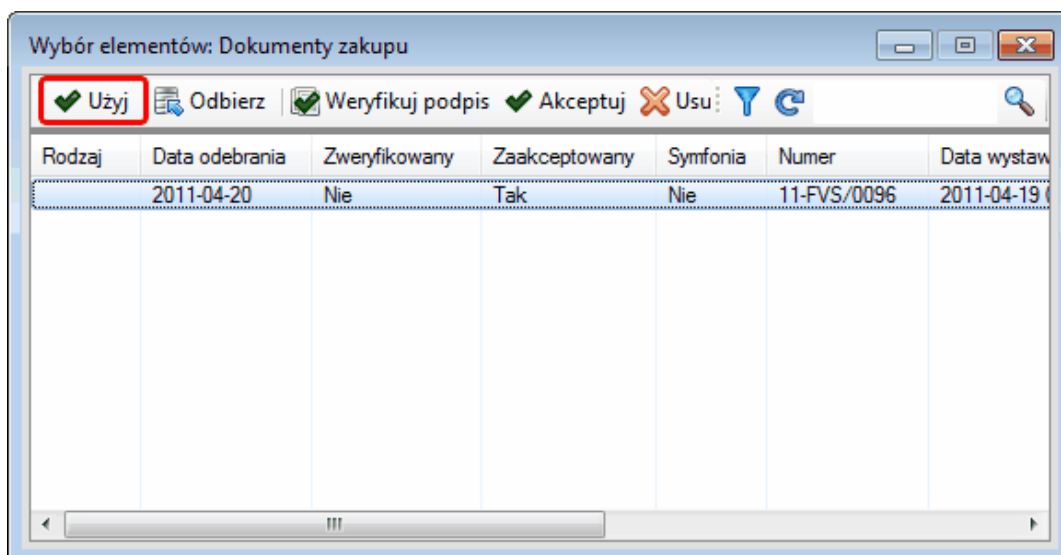 Wybór elementów: Dokumenty zakupu
Użyj Odbierz Weryfikuj podpis Akceptuj Usu
Rodzaj Data odebrania Zweryfikowany Zaakceptowany Symfonia Numer Data wystaw
2011-04-20 Nie Tak Nie 11-FVS/0096 2011-04-19